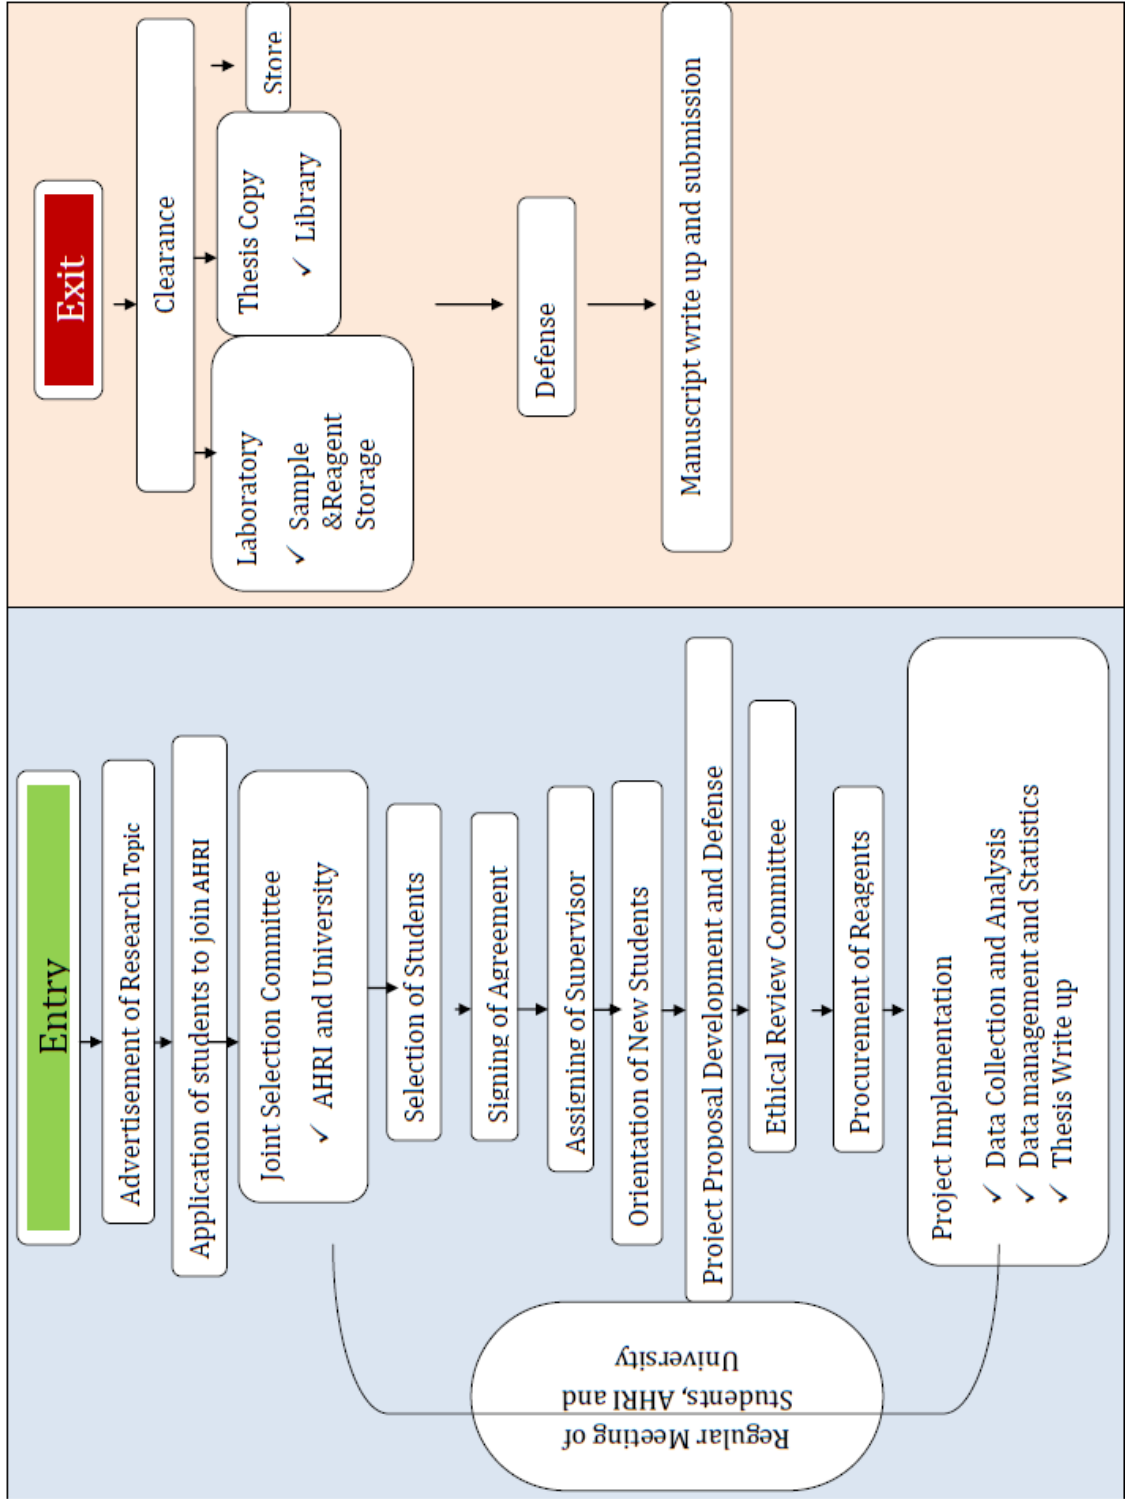 Entry
Advertisement of Research Topic
Application of students to join AHRI
Joint Selection Committee
✓ AHRI and University
Selection of Students
Signing of Agreement
Assigning of Supervisor
Orientation of New Students
Project Proposal Development and Defense
Ethical Review Committee
Procurement of Reagents
Project Implementation
✓ Data Collection and Analysis
✓ Data management and Statistics
✓ Thesis Write up
Regular Meeting of
Students, AHRI and
University
Exit
Clearance
Laboratory
✓ Sample
&Reagent
Storage
Thesis Copy
✓ Library
Store
Defense
Manuscript write up and submission